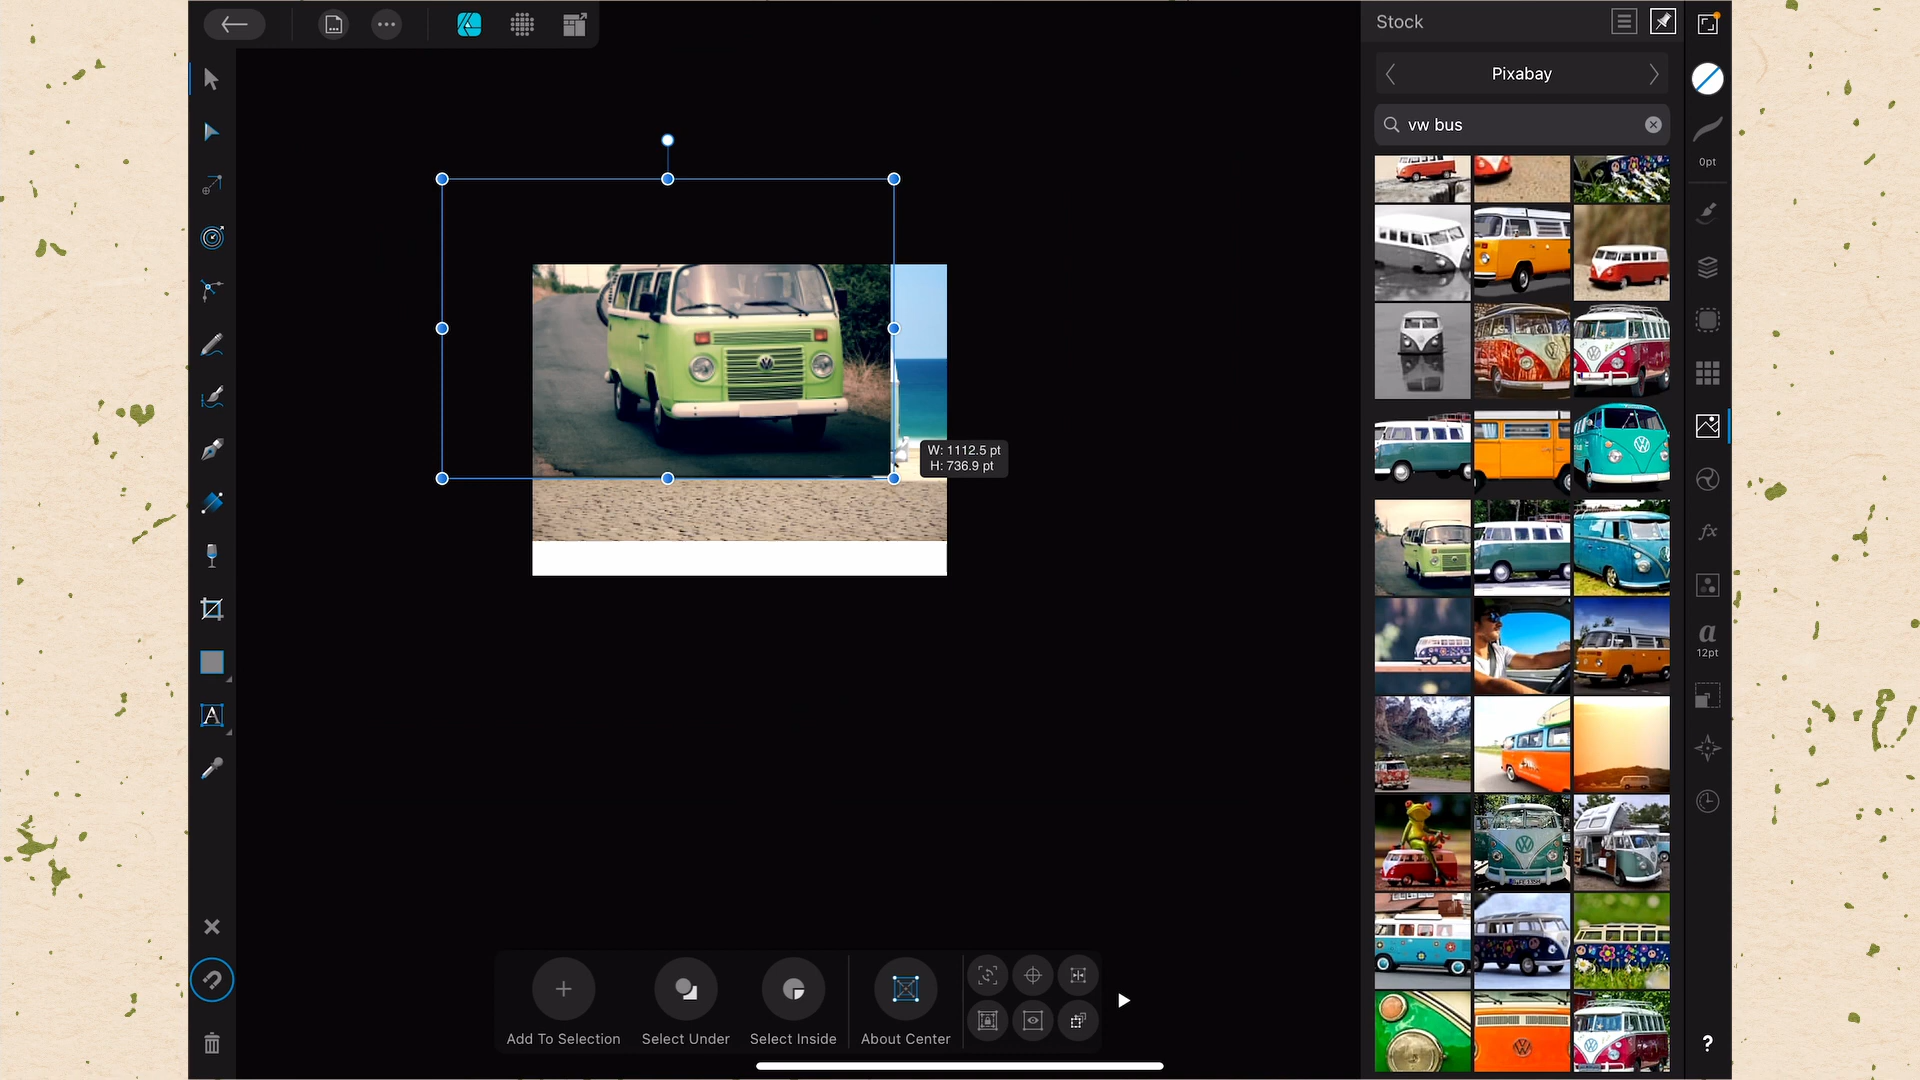 Stock
Pixabay
vw bus
0pt
W: 1112.5 pt
H: 736.9 pt
a
12pt
fx
A
Add To Selection
Select Under
Select Inside
About Center
?